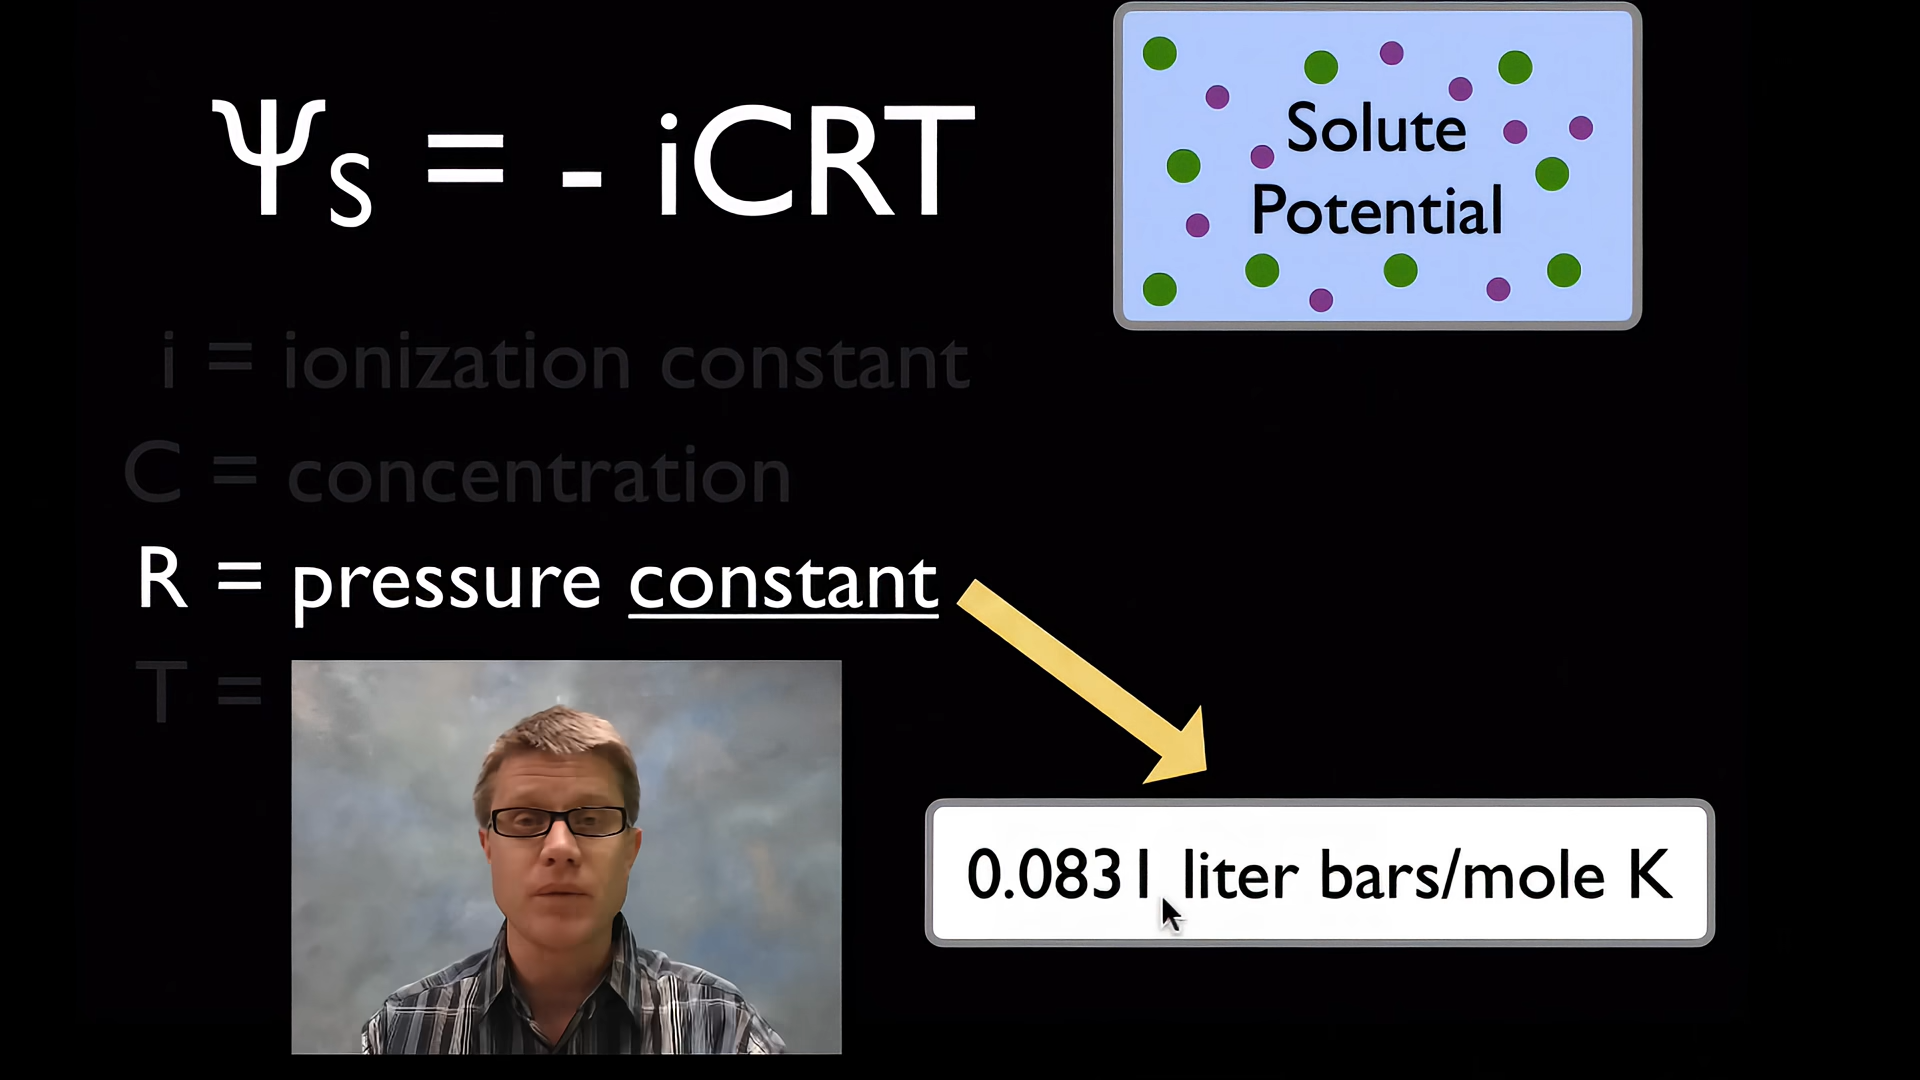 Ψs = - iCRT
Solute
Potential
i = ionization constant
C = concentration
R = pressure constant
T =
0.0831 liter bars/mole K